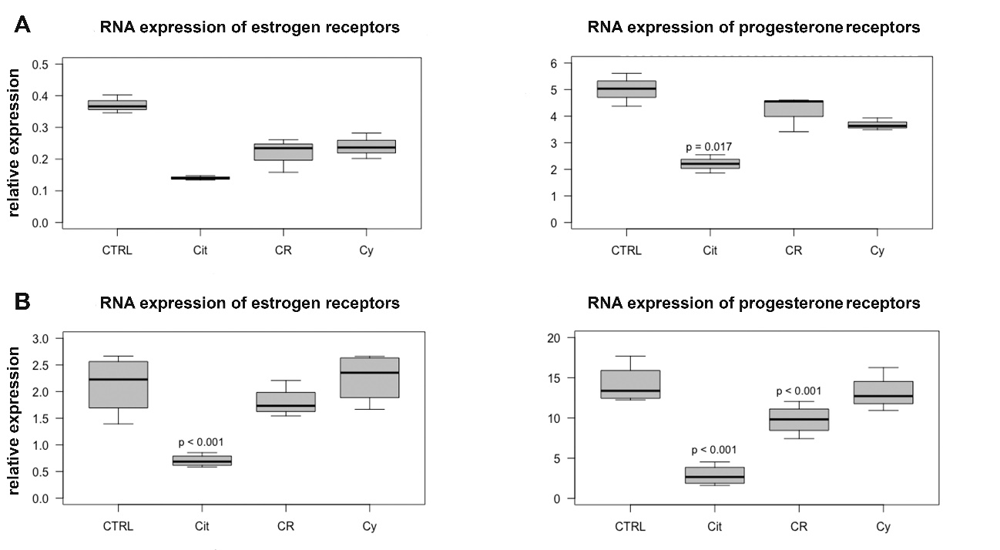 A
RNA expression of estrogen receptors
RNA expression of progesterone receptors
relative expression
0.5
0.4
0.3
0.2
0.1
0.0
CTRL
Cit
CR
Cy
6
5
4
3
2
1
0
p = 0.017
CTRL
Cit
CR
Cy
B
RNA expression of estrogen receptors
RNA expression of progesterone receptors
relative expression
3.0
2.5
2.0
1.5
1.0
0.5
0.0
p < 0.001
CTRL
Cit
CR
Cy
20
15
10
5
0
p < 0.001
p < 0.001
CTRL
Cit
CR
Cy